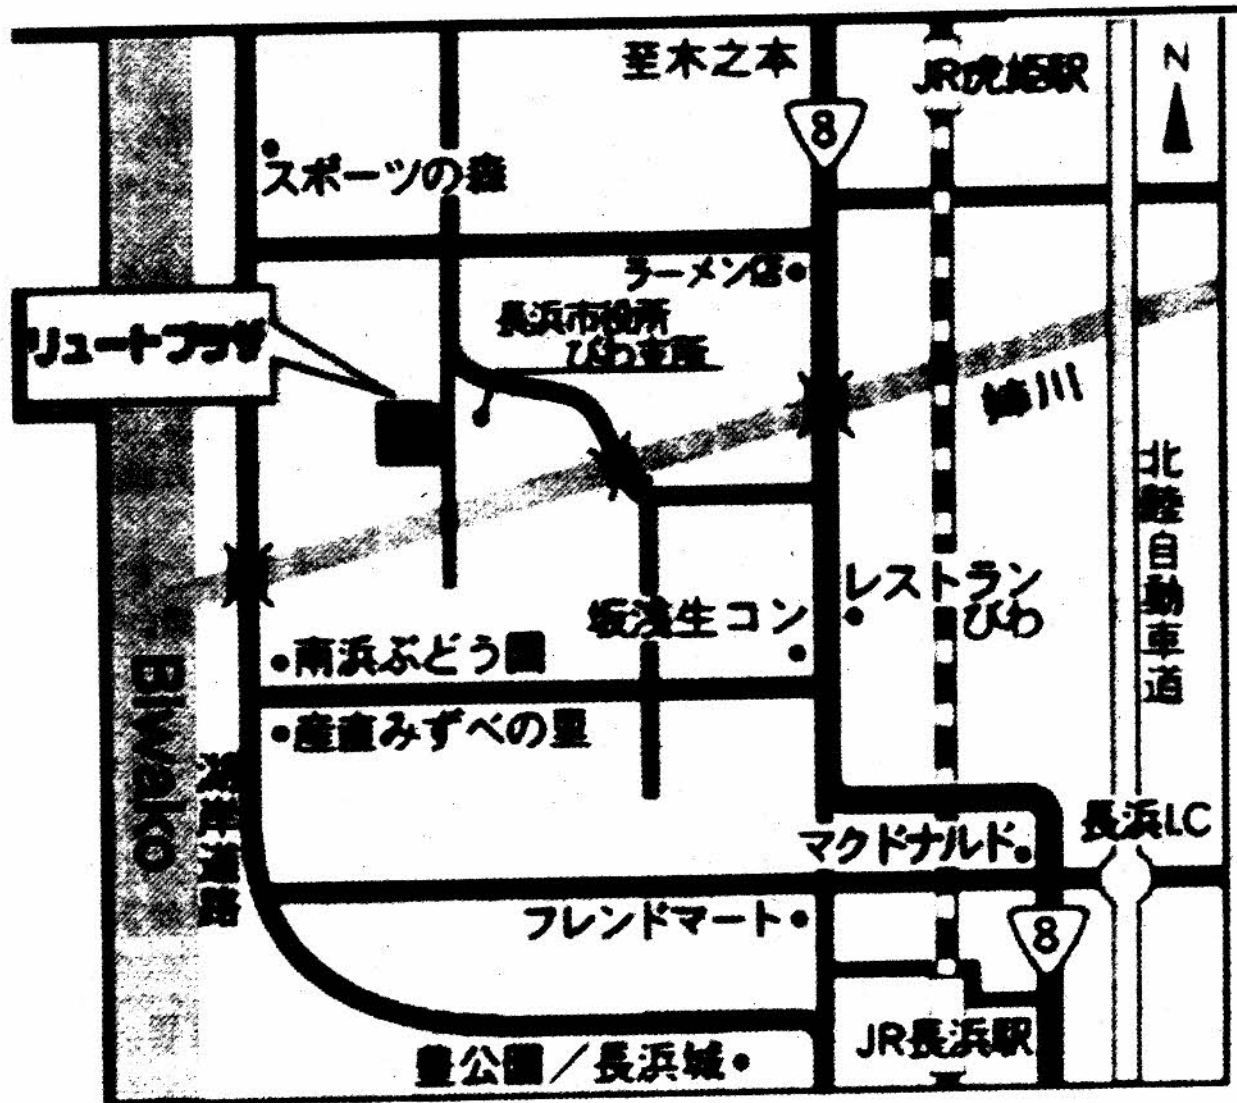 至木之本
JR虎姫駅
N
8
スポーツの森
ラーメン店
長浜市役所
びわ支所
リュートプラザ
姉川
北陸自動車道
レストラン
びわ
坂浅生コン
南浜ぶどう園
産直みずべの里
Biwako
湖岸道路
マクドナルド
長浜I.C
フレンドマート
8
JR長浜駅
豊公園／長浜城